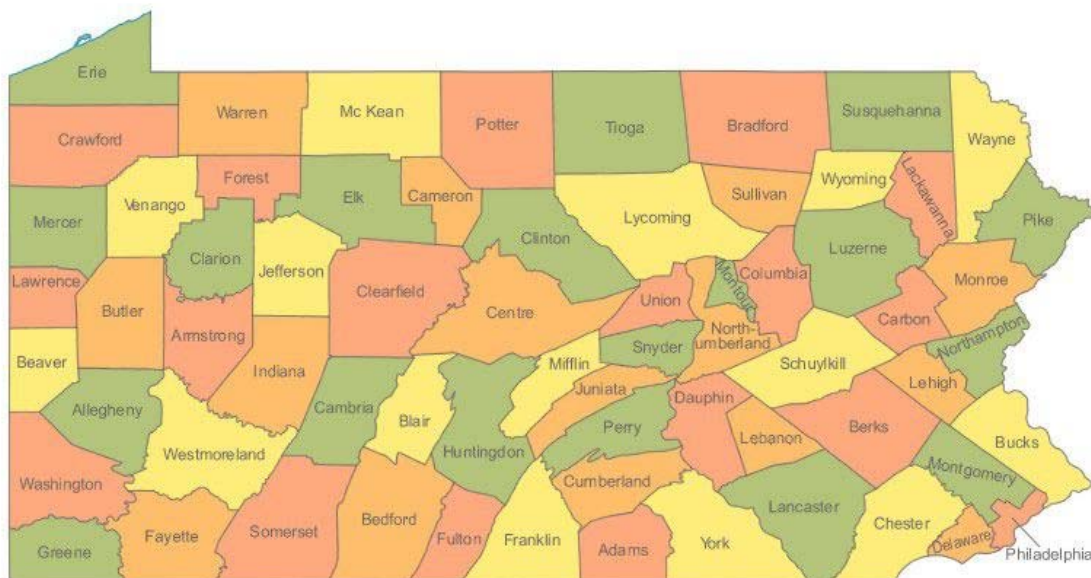 Erie
Warren
Mc Kean
Potter
Tioga
Bradford
Susquehanna
Wayne
Crawford
Forest
Elk
Cameron
Venango
Mercer
Clarion
Jefferson
Clinton
Lycoming
Sullivan
Wyoming
Lackawanna
Pike
Luzerne
Lawrence
Butler
Armstrong
Clearfield
Centre
Union
Montour
Columbia
Monroe
Carbon
Beaver
Indiana
Mifflin
Snyder
North-
umberland
Schuylkill
Northampton
Lehigh
Allegheny
Cambria
Blair
Huntingdon
Juniata
Perry
Dauphin
Lebanon
Berks
Bucks
Westmoreland
Montgomery
Washington
Cumberland
Lancaster
Greene
Fayette
Somerset
Bedford
Fulton
Franklin
Adams
York
Chester
Delaware
Philadelphia